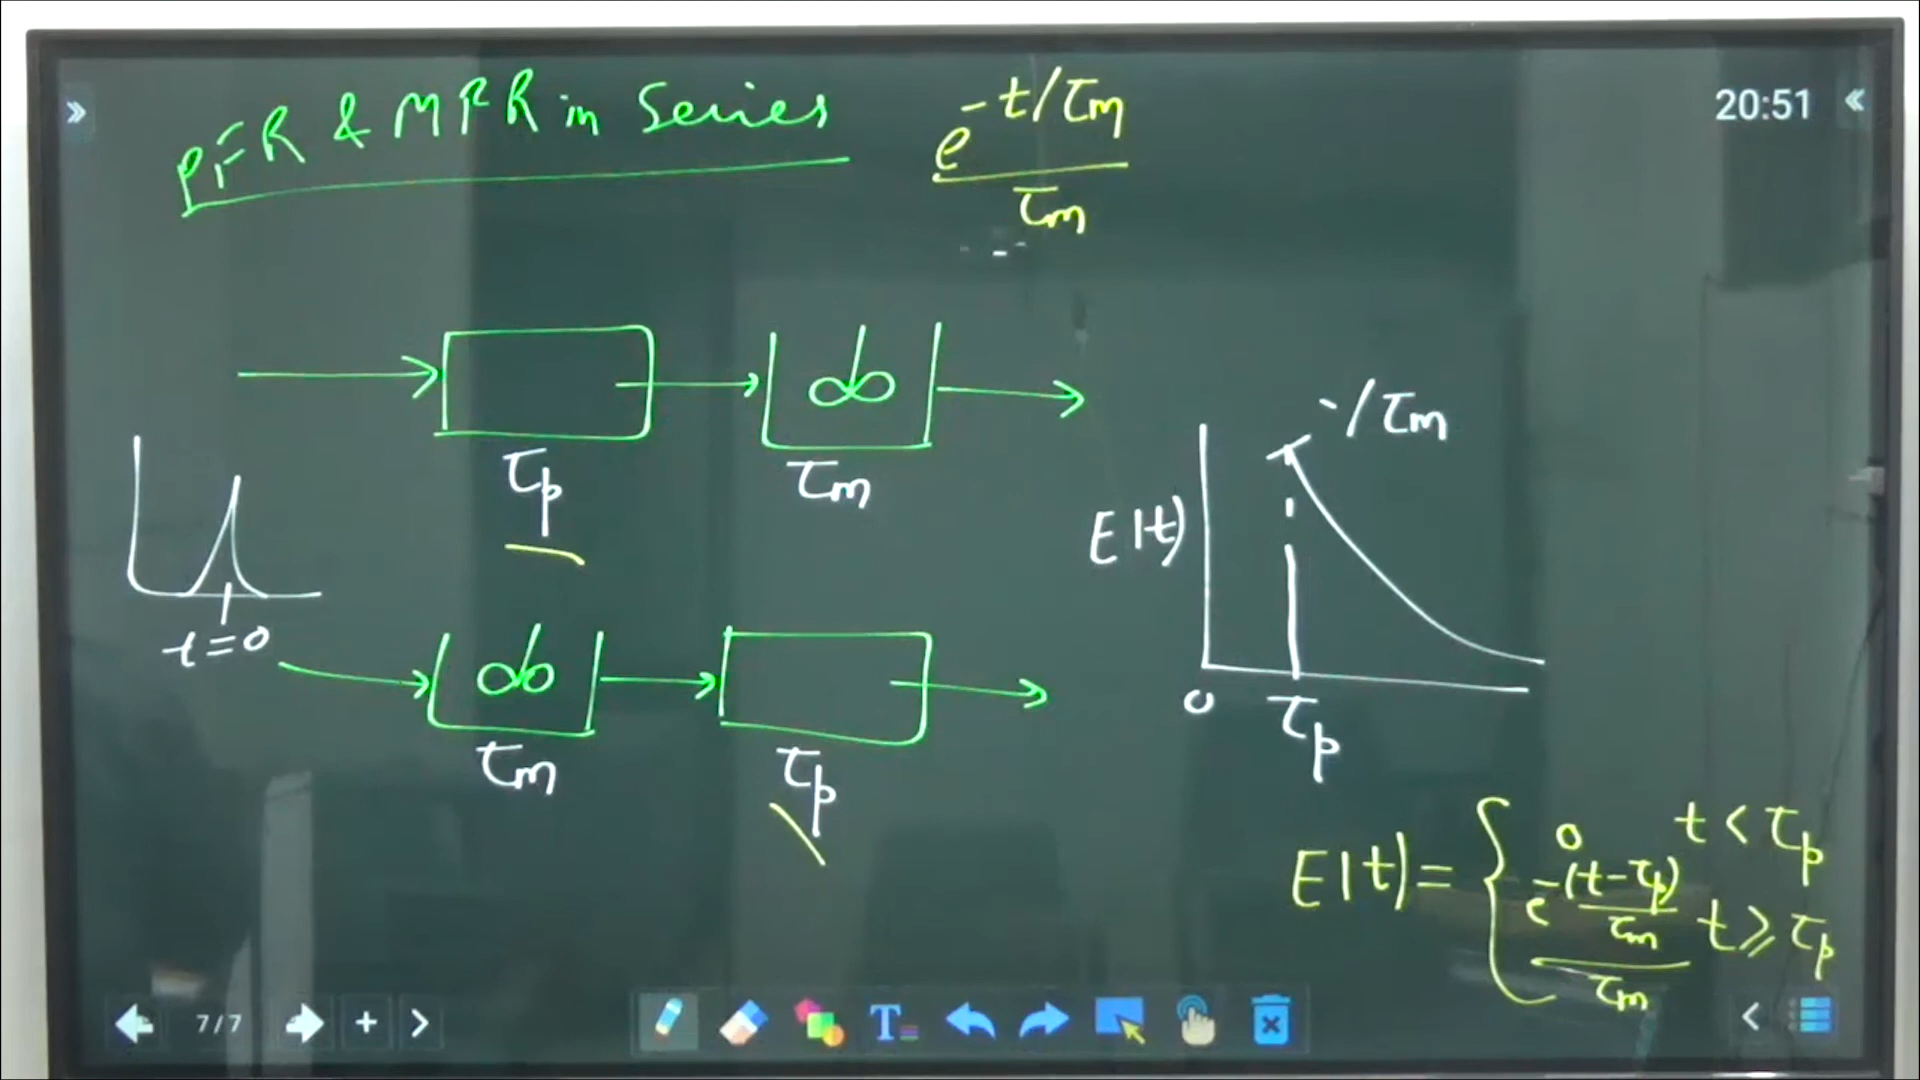 PFR & MFR in Series
e^-t/τm
τm
20:51
τp
τm
t=0
τm
τp
-/τm
E(t)
0
τp
E(t) = { 0 t < τp
e^-(t-τp)/τm
τm
t ≥ τp
7/7
T